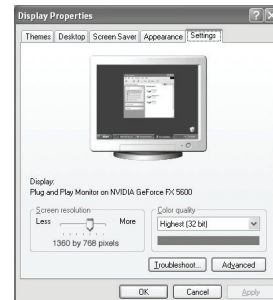 Display Properties
Themes Desktop Screen Saver Appearance Settings
Display:
Plug and Play Monitor on NVIDIA GeForce FX 5600
Screen resolution
Less More
1360 by 768 pixels
Color quality
Highest (32 bit)
Troubleshoot... Advanced
OK Cancel Apply